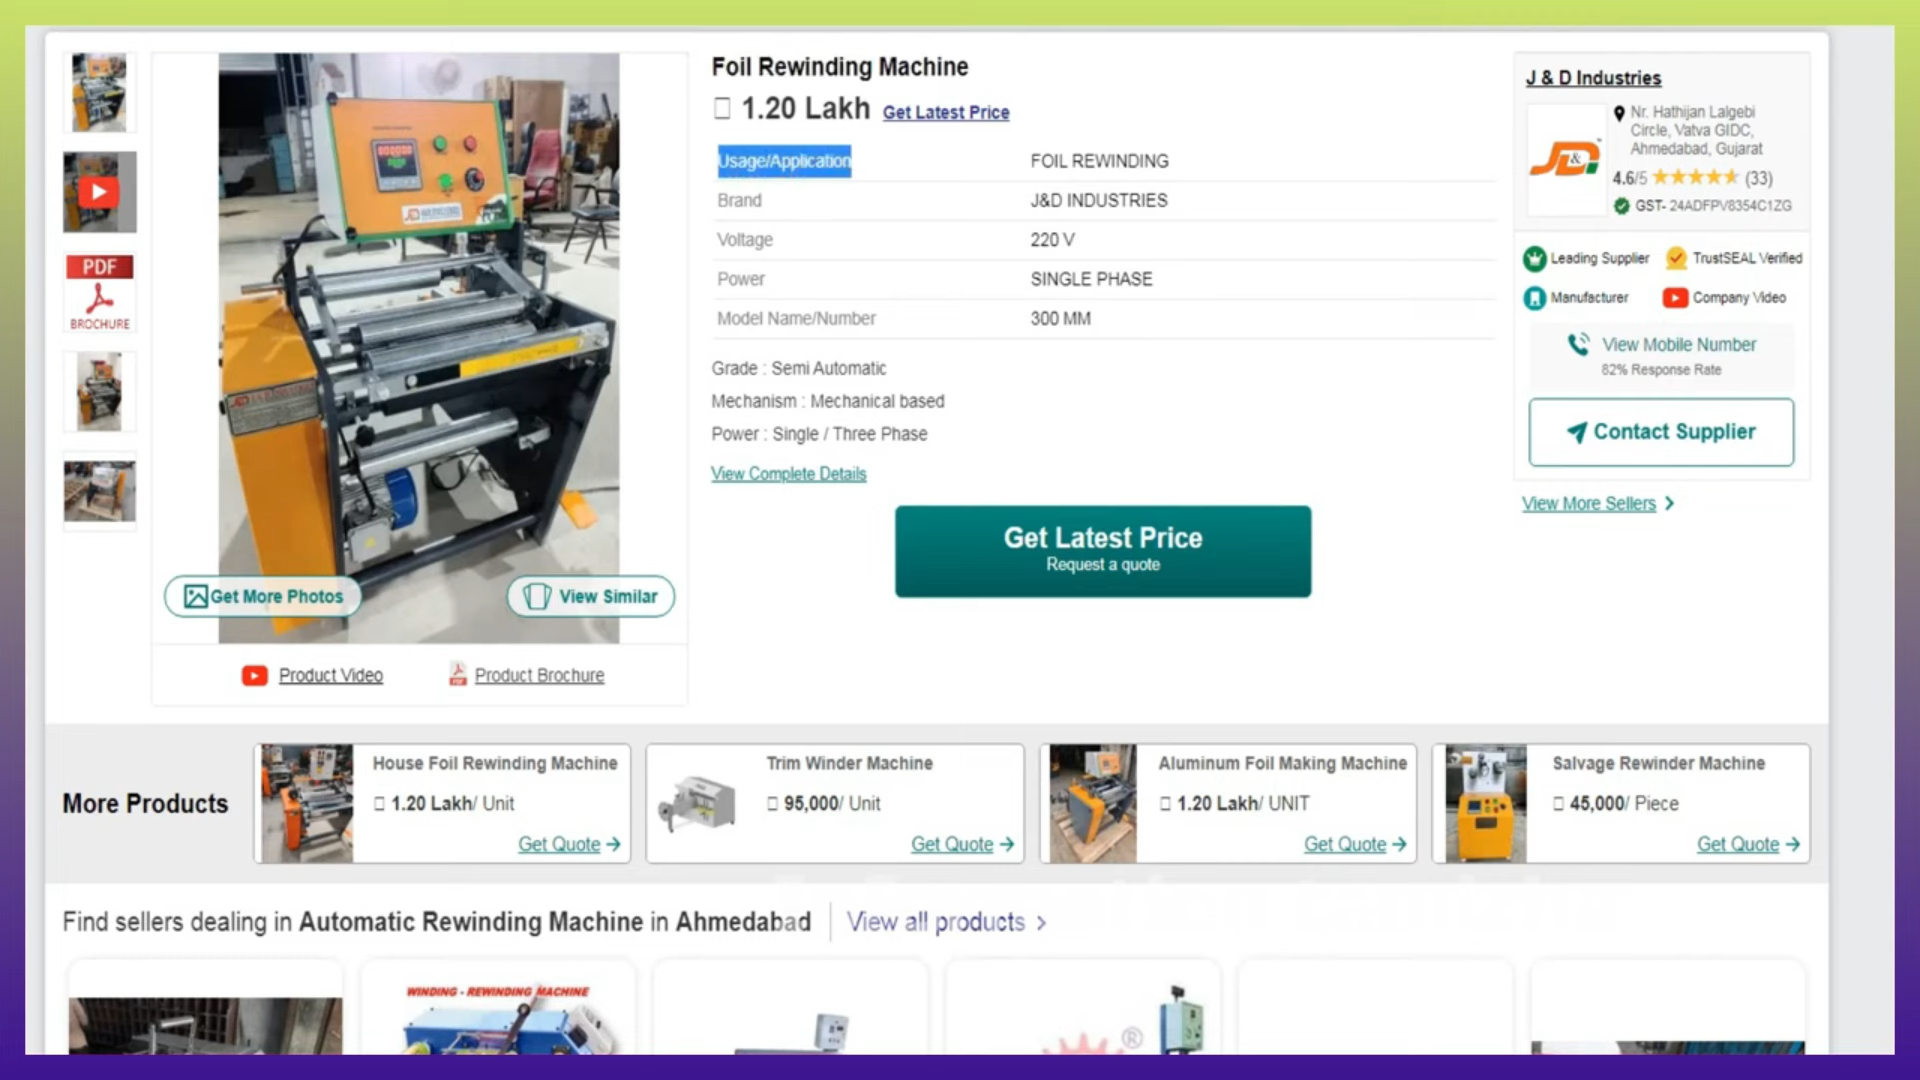 Foil Rewinding Machine
1.20 Lakh Get Latest Price
Usage/Application FOIL REWINDING
Brand J&D INDUSTRIES
Voltage 220 V
Power SINGLE PHASE
Model Name/Number 300 MM
Grade : Semi Automatic
Mechanism : Mechanical based
Power : Single / Three Phase
View Complete Details
Get Latest Price
Request a quote
PDF
BROCHURE
Get More Photos
View Similar
Product Video
Product Brochure
J & D Industries
Nr. Hathijan Lalgebi
Circle, Vatva GIDC,
Ahmedabad, Gujarat
J&D
4.6/5 (33)
GST- 24ADFPV8354C1ZG
Leading Supplier TrustSEAL Verified
Manufacturer Company Video
View Mobile Number
82% Response Rate
Contact Supplier
View More Sellers
More Products
House Foil Rewinding Machine
1.20 Lakh/ Unit
Get Quote
Trim Winder Machine
95,000/ Unit
Get Quote
Aluminum Foil Making Machine
1.20 Lakh/ UNIT
Get Quote
Salvage Rewinder Machine
45,000/ Piece
Get Quote
Find sellers dealing in Automatic Rewinding Machine in Ahmedabad View all products
WINDING - REWINDING MACHINE